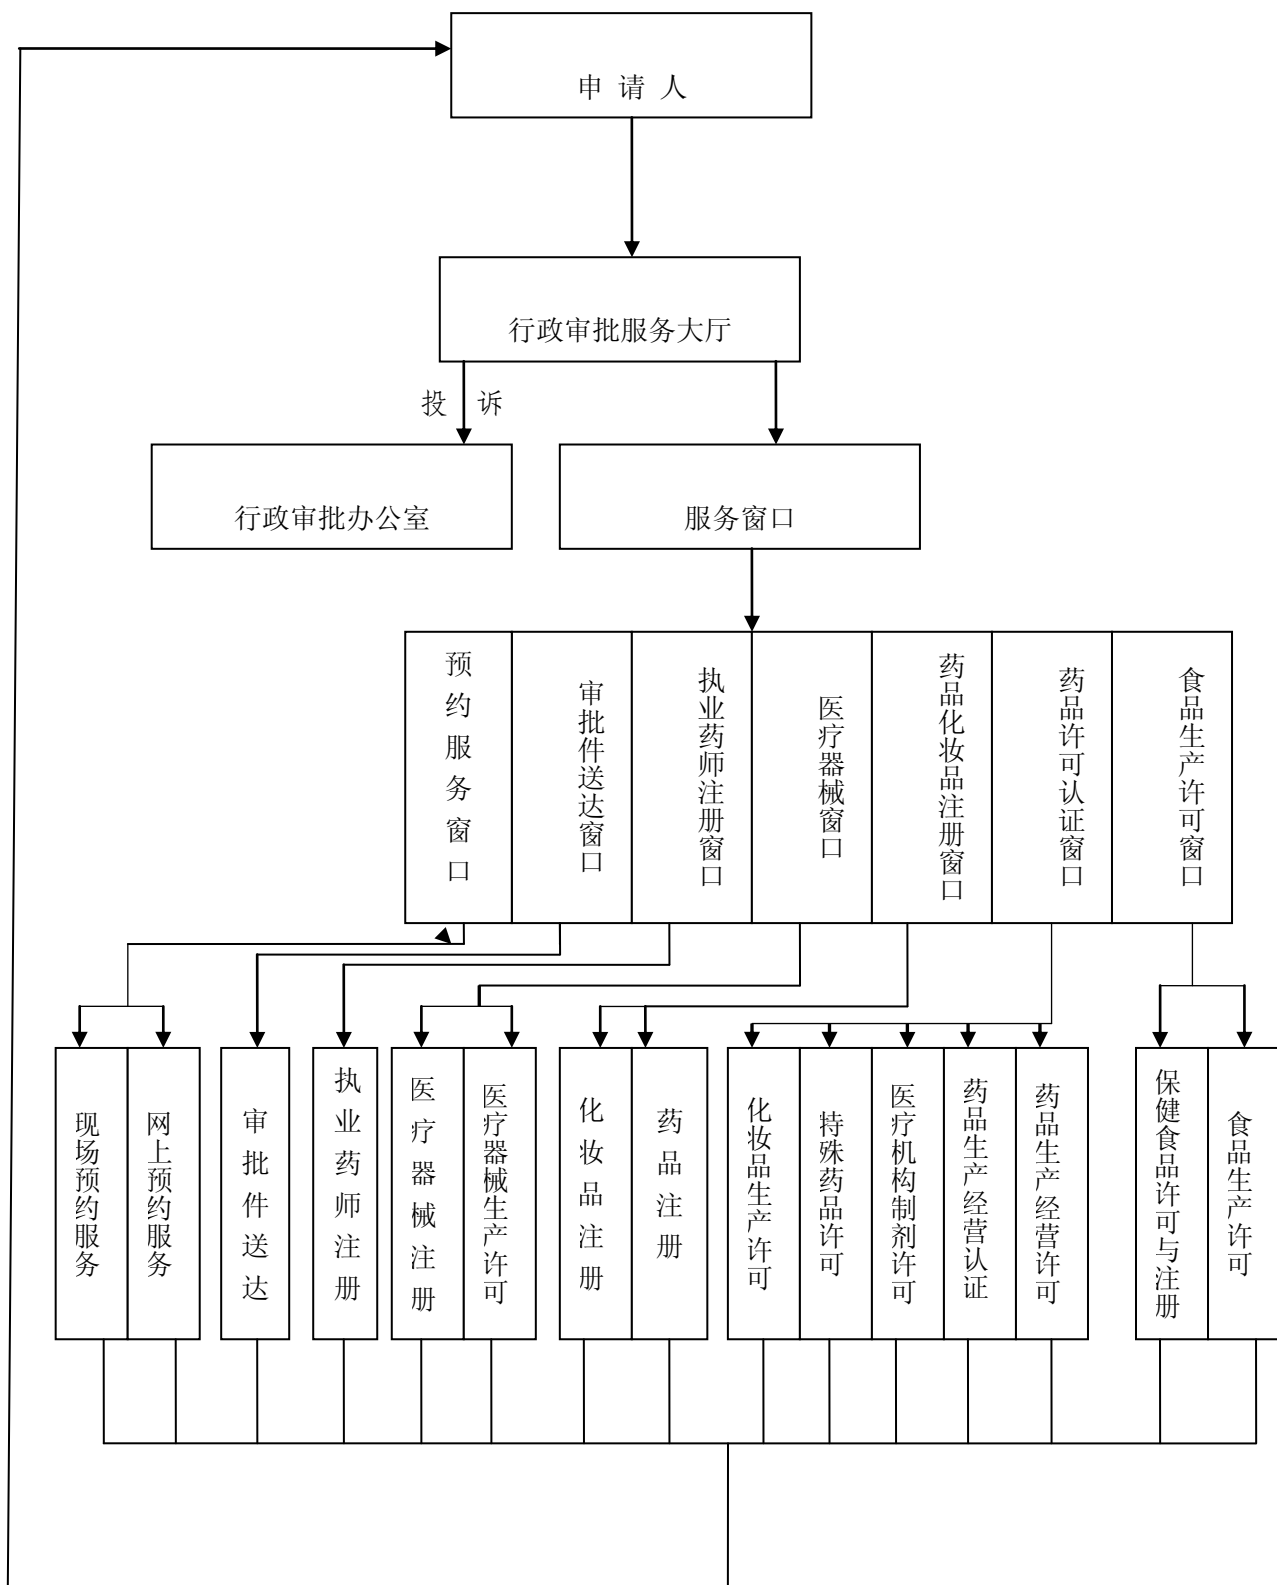 申 请 人
行政审批服务大厅
投 诉
行政审批办公室
服务窗口
预约服务窗口
审批件送达窗口
执业药师注册窗口
医疗器械窗口
药品化妆品注册窗口
药品许可认证窗口
食品生产许可窗口
现场预约服务
网上预约服务
审批件送达
执业药师注册
医疗器械注册
医疗器械生产许可
化妆品注册
药品注册
化妆品生产许可
持殊药品许可
医疗机构制剂许可
药品生产经营认证
药品生产经营许可
保健食品许可与注册
食品生产许可